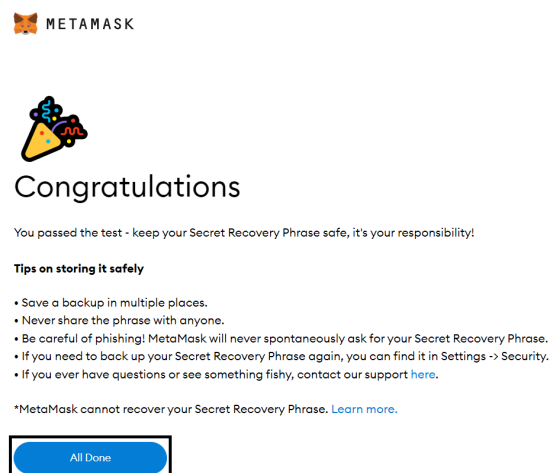 METAMASK
Congratulations
You passed the test - keep your Secret Recovery Phrase safe, it's your responsibility!
Tips on storing it safely
• Save a backup in multiple places.
• Never share the phrase with anyone.
• Be careful of phishing! MetaMask will never spontaneously ask for your Secret Recovery Phrase.
• If you need to back up your Secret Recovery Phrase again, you can find it in Settings -> Security.
• If you ever have questions or see something fishy, contact our support here.
*MetaMask cannot recover your Secret Recovery Phrase. Learn more.
All Done